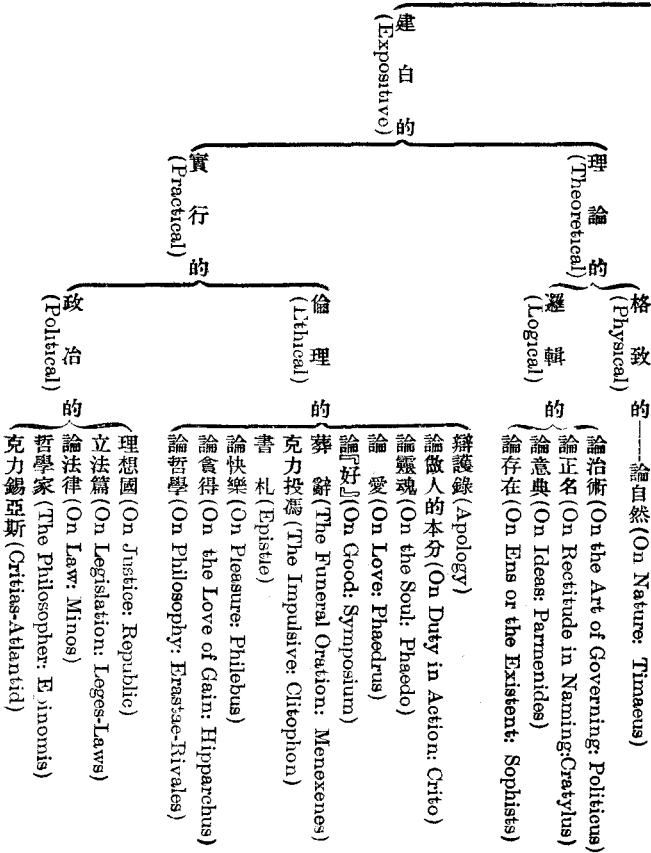 建白的
(Expositive)
理論的
(Theoretical)
格致的——論自然(On Nature: Timaeus)
(Physical)
邏輯的
(Logical)
論治術(On the Art of Governing: Politicus)
論正名(On Rectitude in Naming:Cratylus)
論意典(On Ideas: Parmenides)
論存在(On Ens or the Existent: Sophists)
實行的
(Practical)
倫理的
(Ethical)
辯護錄(Apology)
論做人的本分(On Duty in Action: Crito)
論靈魂(On the Soul: Phaedo)
論愛(On Love: Phaedrus)
論『好』(On Good: Symposium)
葬辭(The Funeral Oration: Menexenes)
克力投馮(The Impulsive: Clitophon)
書札(Epistle)
論快樂(On Pleasure: Philebus)
論貪得(On the Love of Gain: Hipparchus)
論哲學(On Philosophy: Erastae-Rivales)
政冶的
(Political)
理想國(On Justice: Republic)
立法篇(On Legislation: Leges-Laws)
論法律(On Law: Minos)
哲學家(The Philosopher: Epinomis)
克力錫亞斯(Critias-Atlantid)